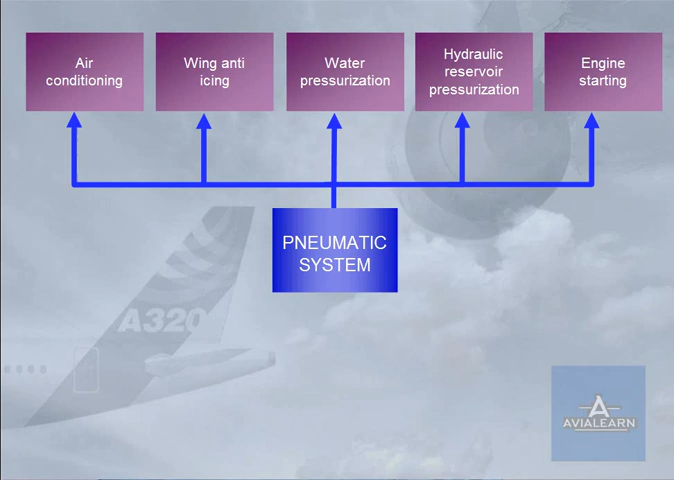 Air
conditioning
Wing anti
icing
Water
pressurization
Hydraulic
reservoir
pressurization
Engine
starting
PNEUMATIC
SYSTEM
A320
A
AVIALEARN